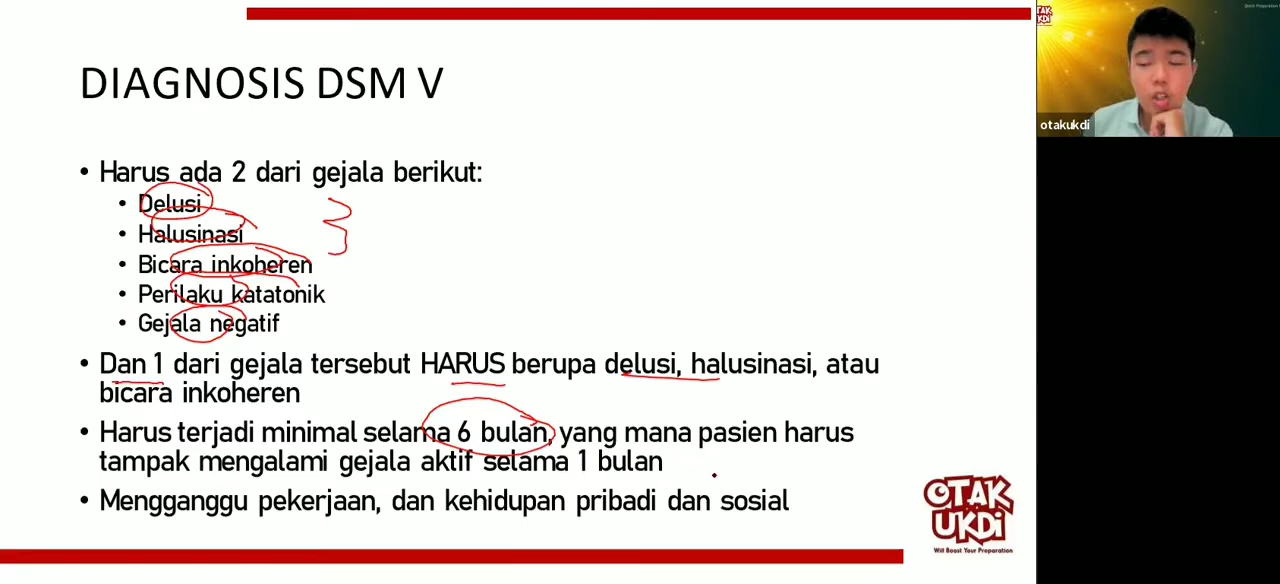 DIAGNOSIS DSM V
• Harus ada 2 dari gejala berikut:
• Delusi
• Halusinasi
• Bicara inkoheren
• Perilaku katatonik
• Gejala negatif
• Dan 1 dari gejala tersebut HARUS berupa delusi, halusinasi, atau
bicara inkoheren
• Harus terjadi minimal selama 6 bulan, yang mana pasien harus
tampak mengalami gejala aktif selama 1 bulan
• Mengganggu pekerjaan, dan kehidupan pribadi dan sosial
OTAK
UKDI
Will Boost Your Preparation
otakukdi